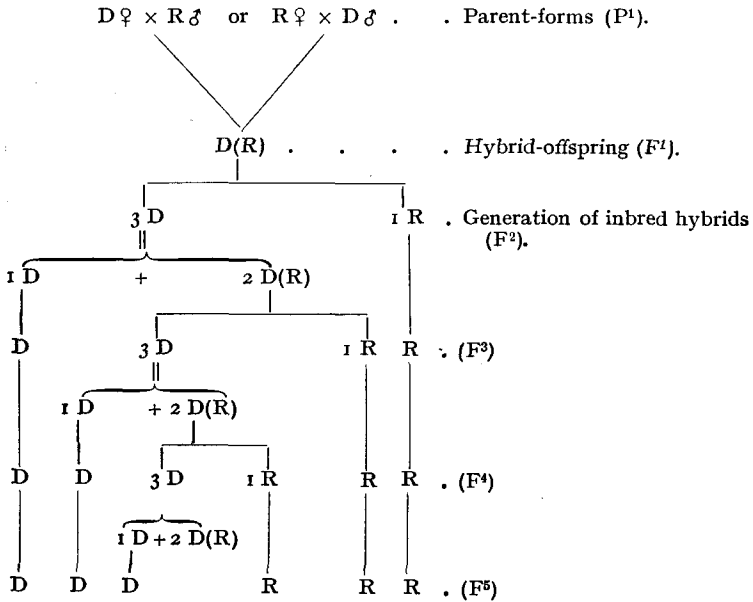 D♀ × R♂ or R♀ × D♂ . . Parent-forms (P¹).
D(R) . . . . Hybrid-offspring (F¹).
3 D 1 R . Generation of inbred hybrids
(F²).
1 D + 2 D(R)
D 3 D 1 R R . (F³)
1 D + 2 D(R)
D D 3 D 1 R R R . (F⁴)
1 D + 2 D(R)
D D D R R R . (F⁵)